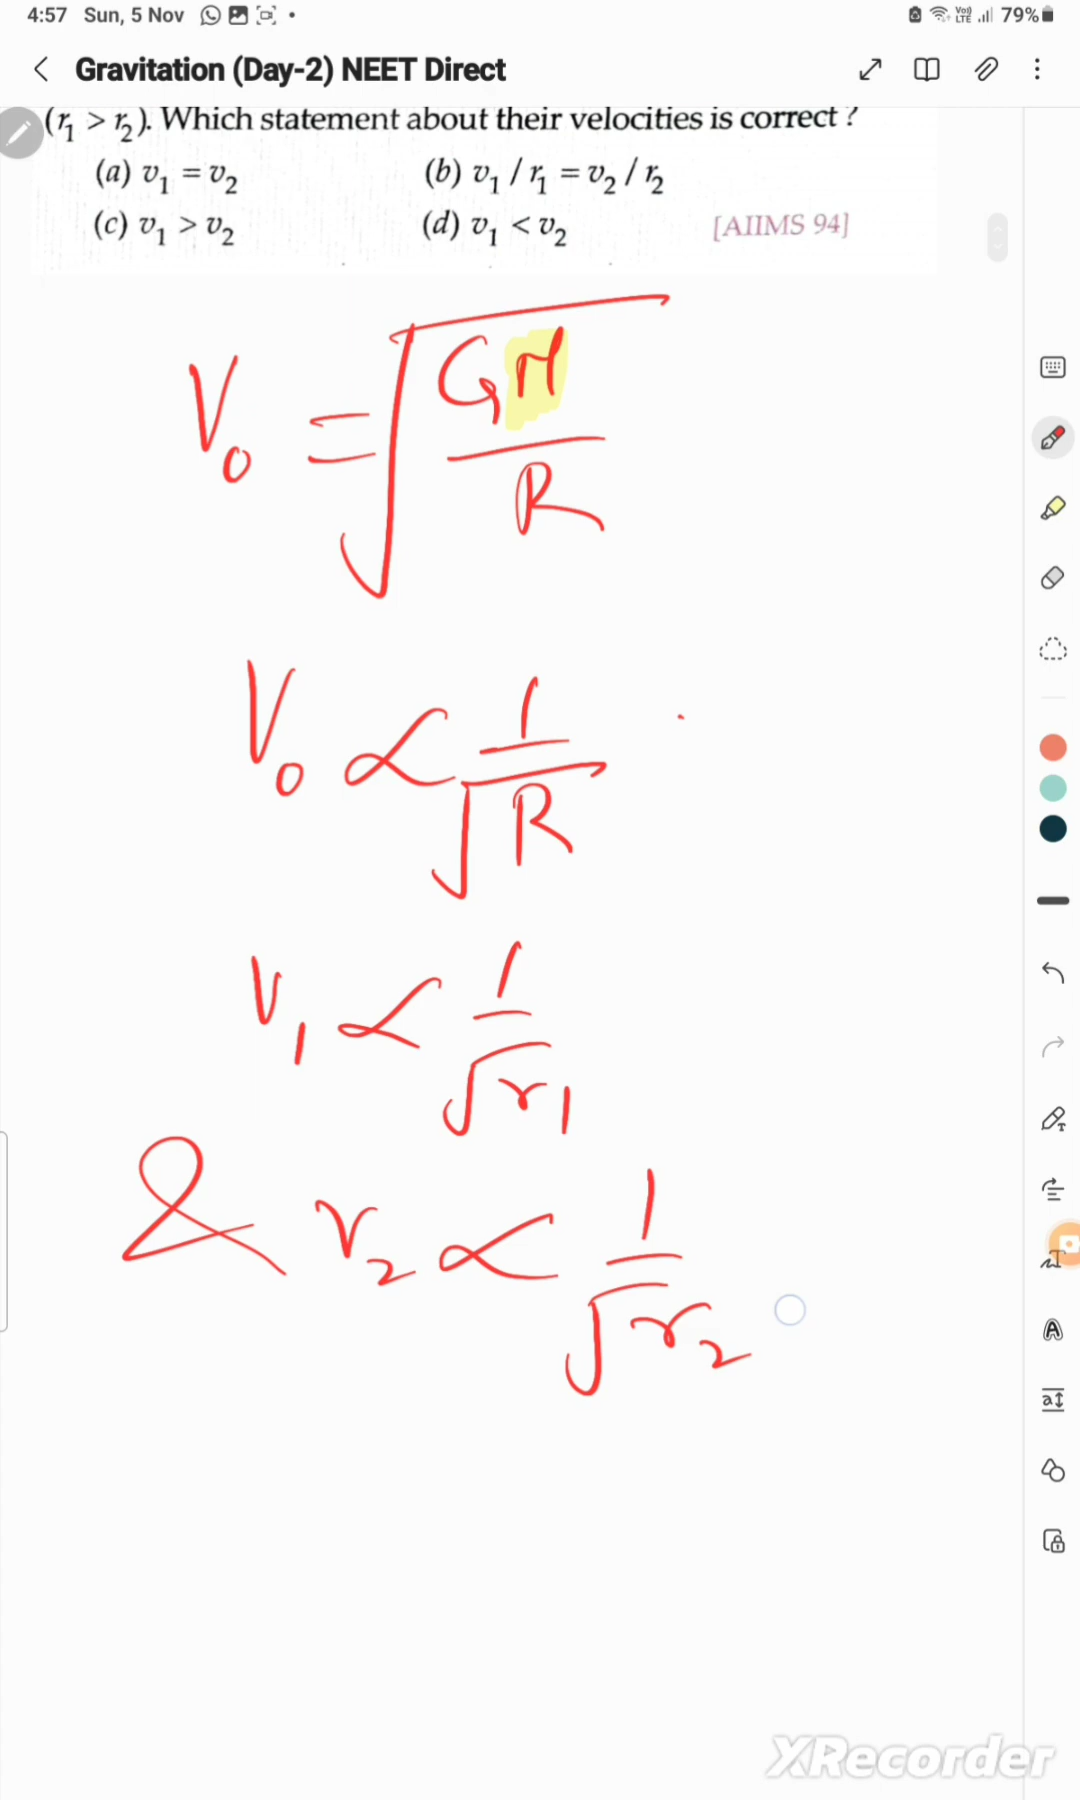 4:57 Sun, 5 Nov 79%
Gravitation (Day-2) NEET Direct
(r₁ > r₂). Which statement about their velocities is correct ?
(a) v₁ = v₂ (b) v₁ / r₁ = v₂ / r₂
(c) v₁ > v₂ (d) v₁ < v₂ [AIIMS 94]
V₀ = √(GM/R)
V₀ ∝ 1/√R
V₁ ∝ 1/√r₁
& V₂ ∝ 1/√r₂
XRecorder